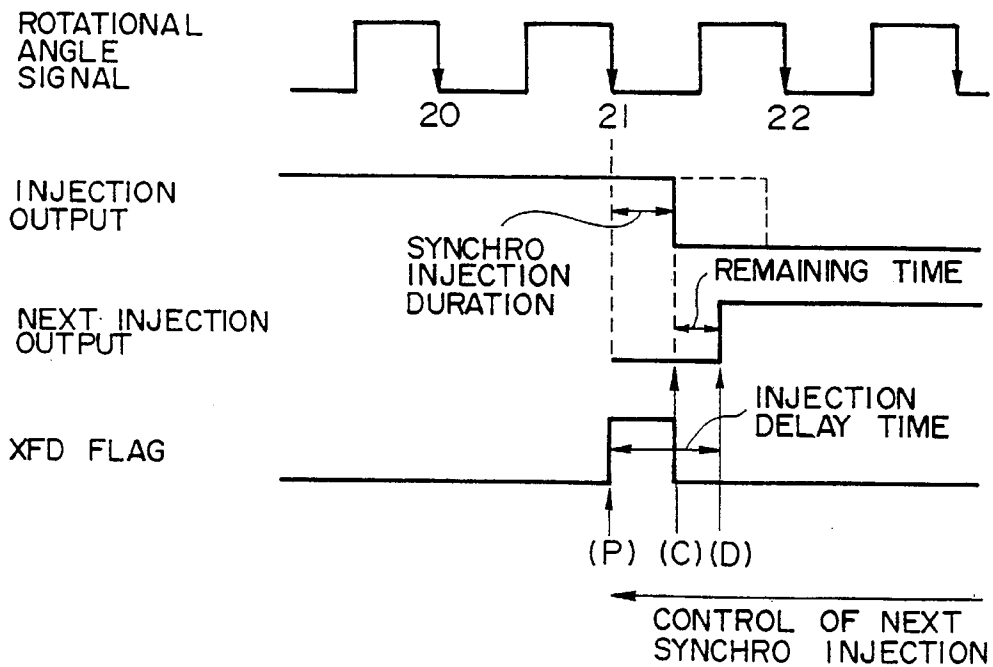 ROTATIONAL
ANGLE
SIGNAL
20
21
22
INJECTION
OUTPUT
SYNCHRO
INJECTION
DURATION
REMAINING TIME
NEXT INJECTION
OUTPUT
INJECTION
DELAY TIME
XFD FLAG
(P)
(C)
(D)
CONTROL OF NEXT
SYNCHRO INJECTION